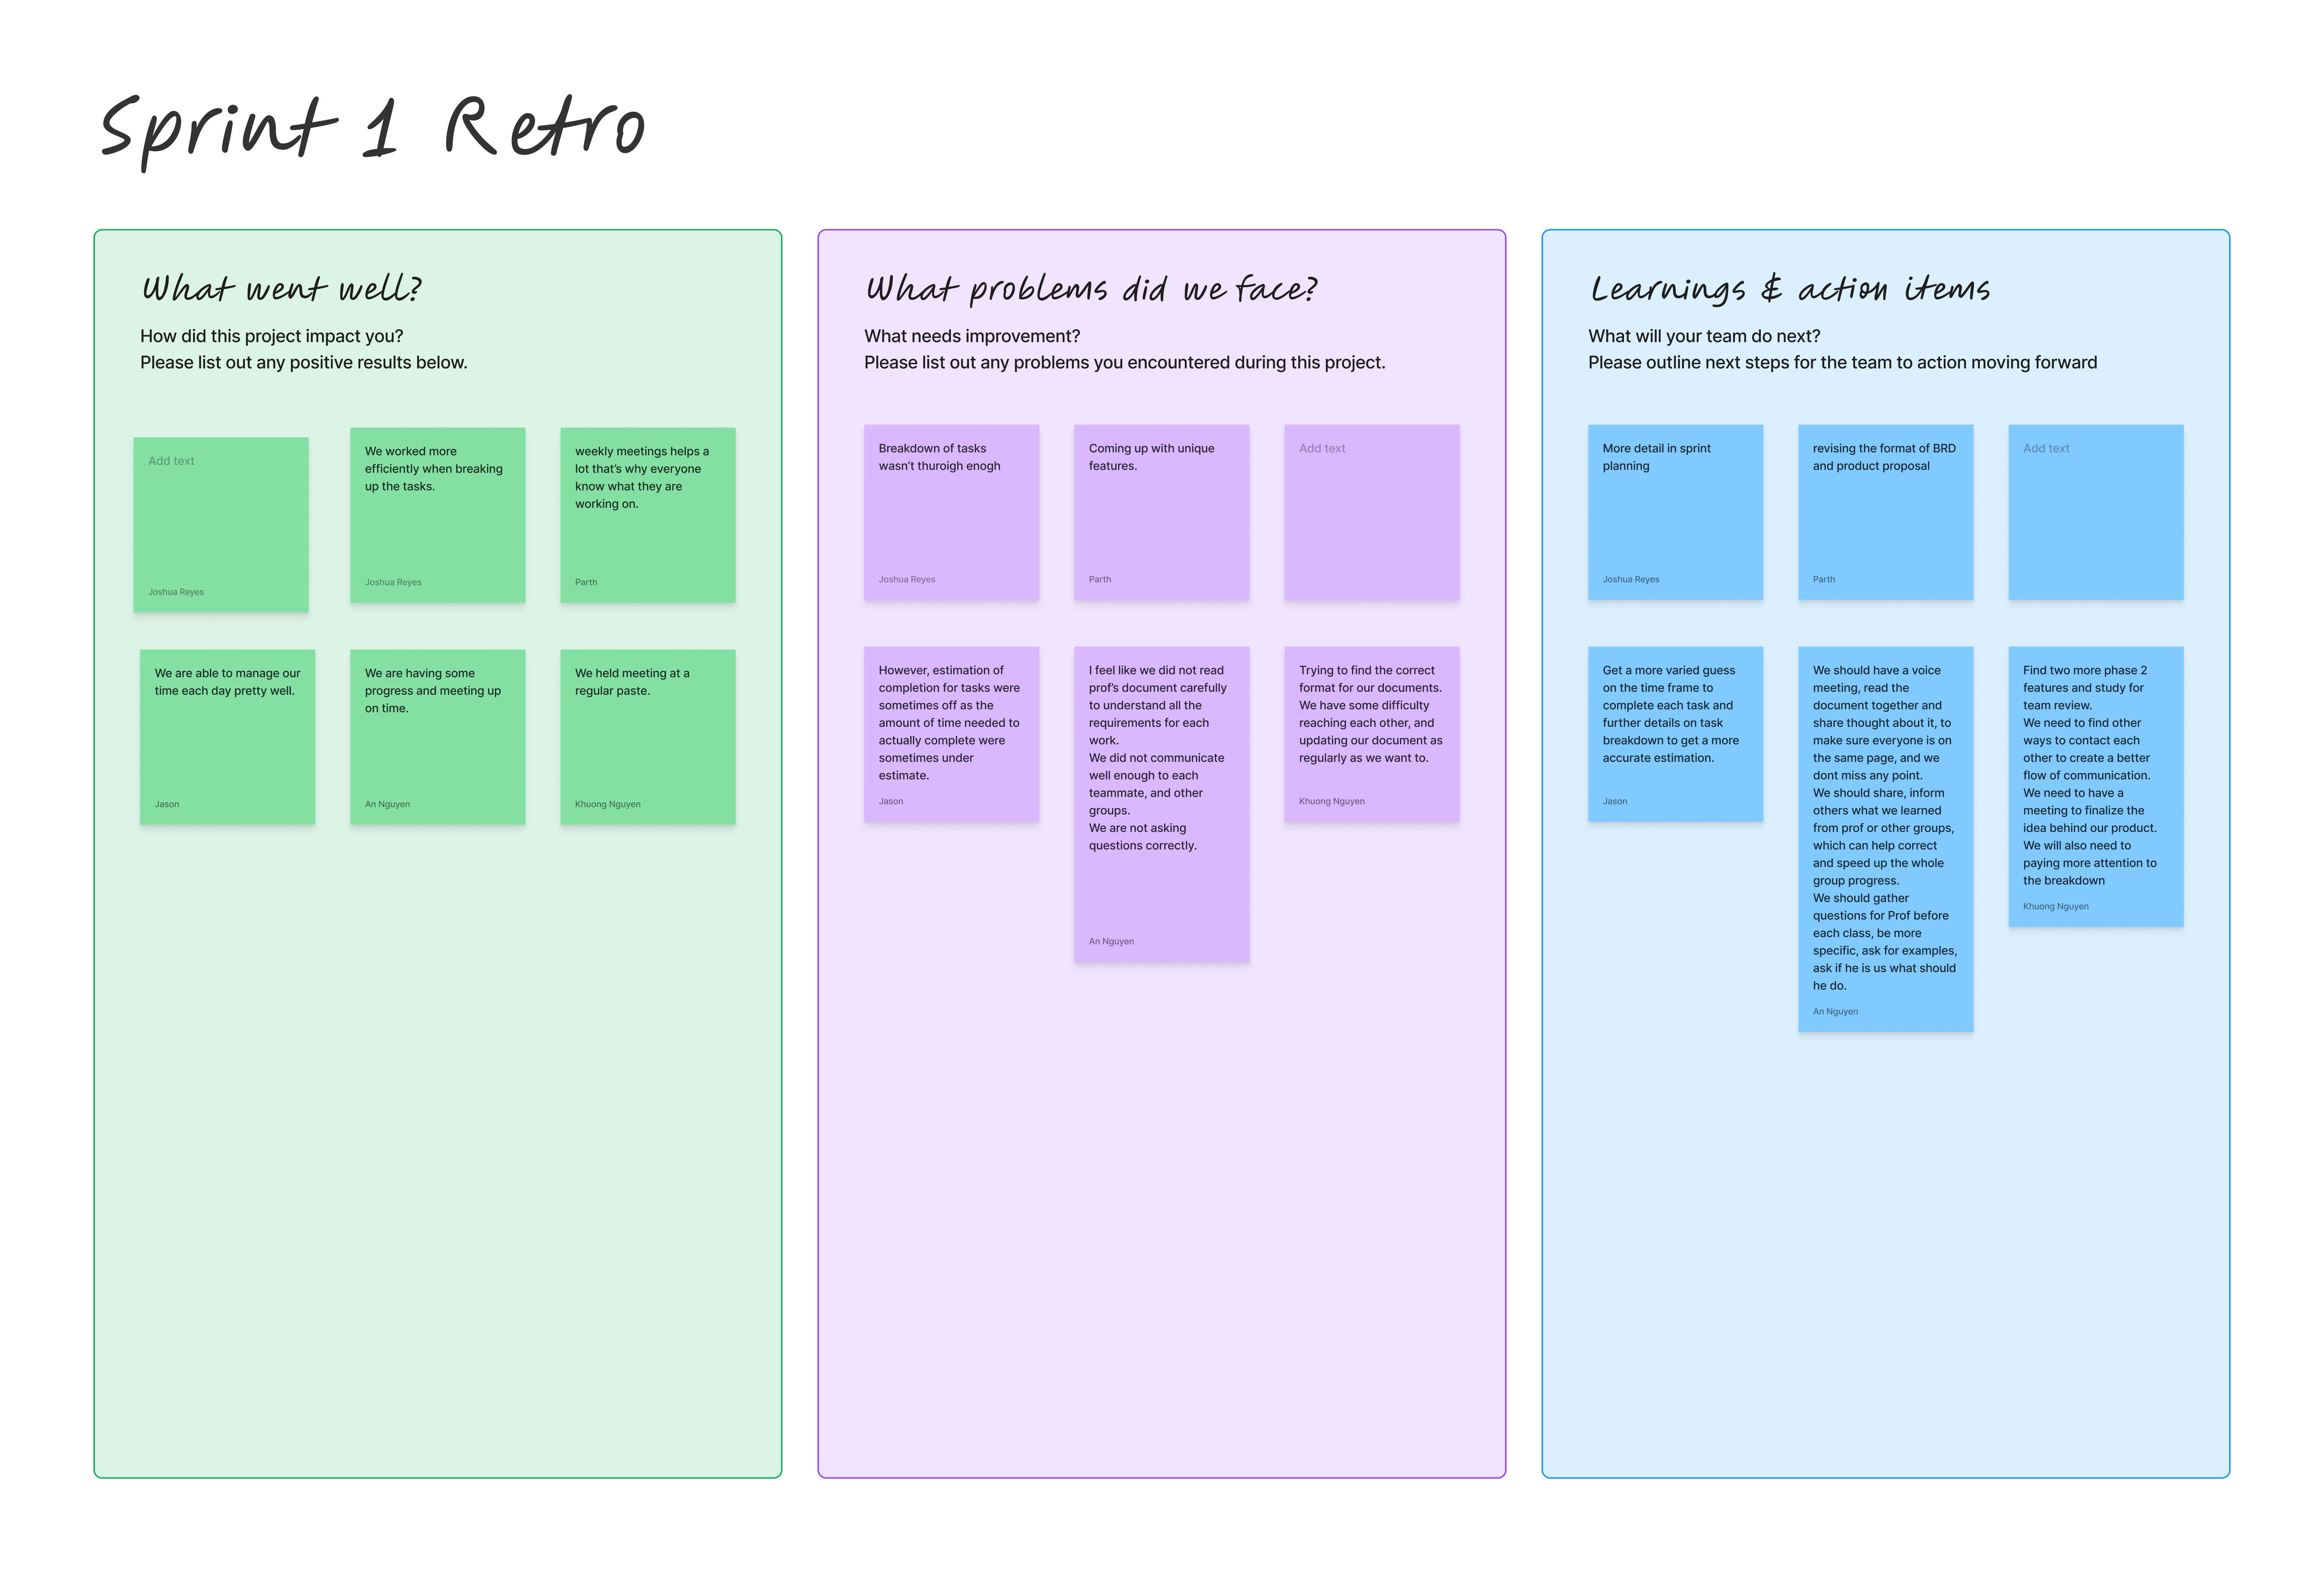 Sprint 1 Retro
What went well?
How did this project impact you?
Please list out any positive results below.
Add text
Joshua Reyes
We worked more
efficiently when breaking
up the tasks.
Joshua Reyes
weekly meetings helps a
lot that's why everyone
know what they are
working on.
Parth
We are able to manage our
time each day pretty well.
Jason
We are having some
progress and meeting up
on time.
An Nguyen
We held meeting at a
regular paste.
Khuong Nguyen
What problems did we face?
What needs improvement?
Please list out any problems you encountered during this project.
Breakdown of tasks
wasn't thuroigh enogh
Joshua Reyes
Coming up with unique
features.
Parth
Add text
However, estimation of
completion for tasks were
sometimes off as the
amount of time needed to
actually complete were
sometimes under
estimate.
Jason
I feel like we did not read
prof's document carefully
to understand all the
requirements for each
work.
We did not communicate
well enough to each
teammate, and other
groups.
We are not asking
questions correctly.
An Nguyen
Trying to find the correct
format for our documents.
We have some difficulty
reaching each other, and
updating our document as
regularly as we want to.
Khuong Nguyen
Learnings & action items
What will your team do next?
Please outline next steps for the team to action moving forward
More detail in sprint
planning
Joshua Reyes
revising the format of BRD
and product proposal
Parth
Add text
Get a more varied guess
on the time frame to
complete each task and
further details on task
breakdown to get a more
accurate estimation.
Jason
We should have a voice
meeting, read the
document together and
share thought about it, to
make sure everyone is on
the same page, and we
dont miss any point.
We should share, inform
others what we learned
from prof or other groups,
which can help correct
and speed up the whole
group progress.
We should gather
questions for Prof before
each class, be more
specific, ask for examples,
ask if he is us what should
he do.
An Nguyen
Find two more phase 2
features and study for
team review.
We need to find other
ways to contact each
other to create a better
flow of communication.
We need to have a
meeting to finalize the
idea behind our product.
We will also need to
paying more attention to
the breakdown
Khuong Nguyen